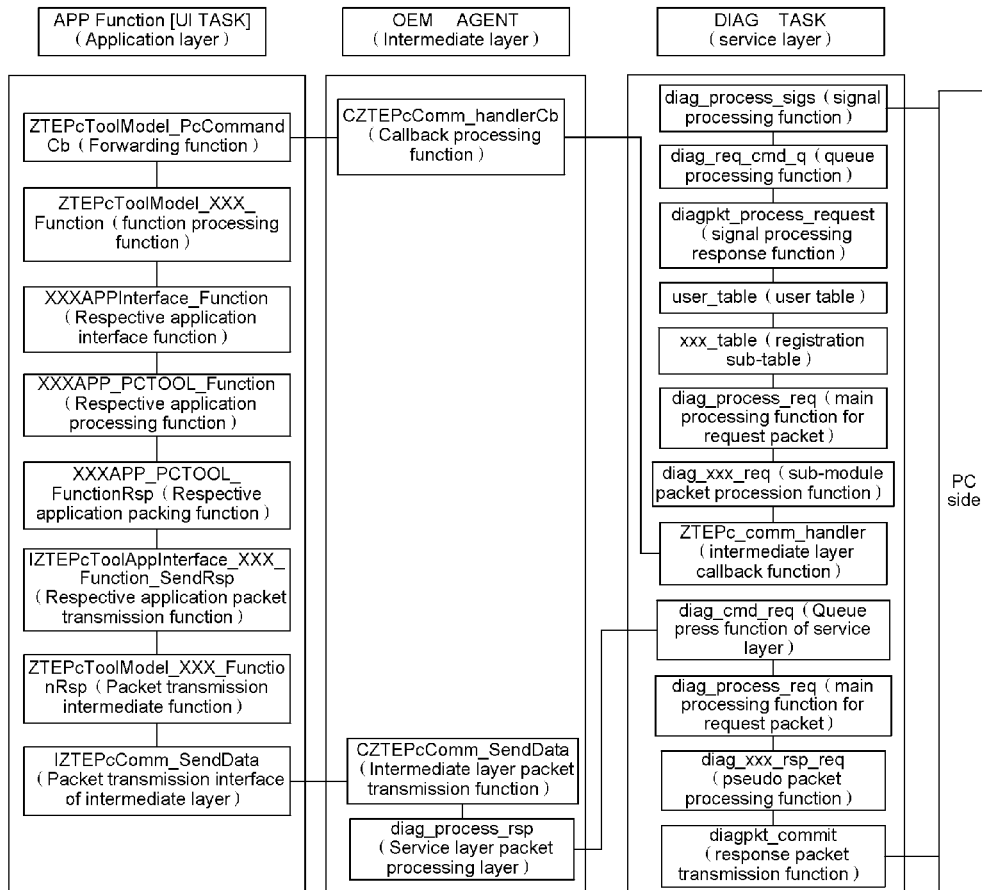 APP Function [UI TASK]
( Application layer )
OEM AGENT
( Intermediate layer )
DIAG TASK
( service layer )
ZTEPcToolModel_PcCommand
Cb ( Forwarding function )
ZTEPcToolModel_XXX_
Function ( function processing
function )
XXXAPPInterface_Function
( Respective application
interface function )
XXXAPP_PCTOOL_Function
( Respective application
processing function )
XXXAPP_PCTOOL_
FunctionRsp ( Respective
application packing function )
IZTEPcToolAppInterface_XXX_
Function_SendRsp
( Respective application packet
transmission function )
ZTEPcToolModel_XXX_Functio
nRsp ( Packet transmission
intermediate function )
IZTEPcComm_SendData
( Packet transmission interface
of intermediate layer )
CZTEPcComm_handlerCb
( Callback processing
function )
CZTEPcComm_SendData
( Intermediate layer packet
transmission function )
diag_process_rsp
( Service layer packet
processing layer )
diag_process_sigs ( signal
processing function )
diag_req_cmd_q ( queue
processing function )
diagpkt_process_request
( signal processing
response function )
user_table ( user table )
xxx_table ( registration
sub-table )
diag_process_req ( main
processing function for
request packet )
diag_xxx_req ( sub-module
packet procession function )
ZTEPc_comm_handler
( intermediate layer
callback function )
diag_cmd_req ( Queue
press function of service
layer )
diag_process_req ( main
processing function for
request packet )
diag_xxx_rsp_req
( pseudo packet
processing function )
diagpkt_commit
( response packet
transmission function )
PC
side